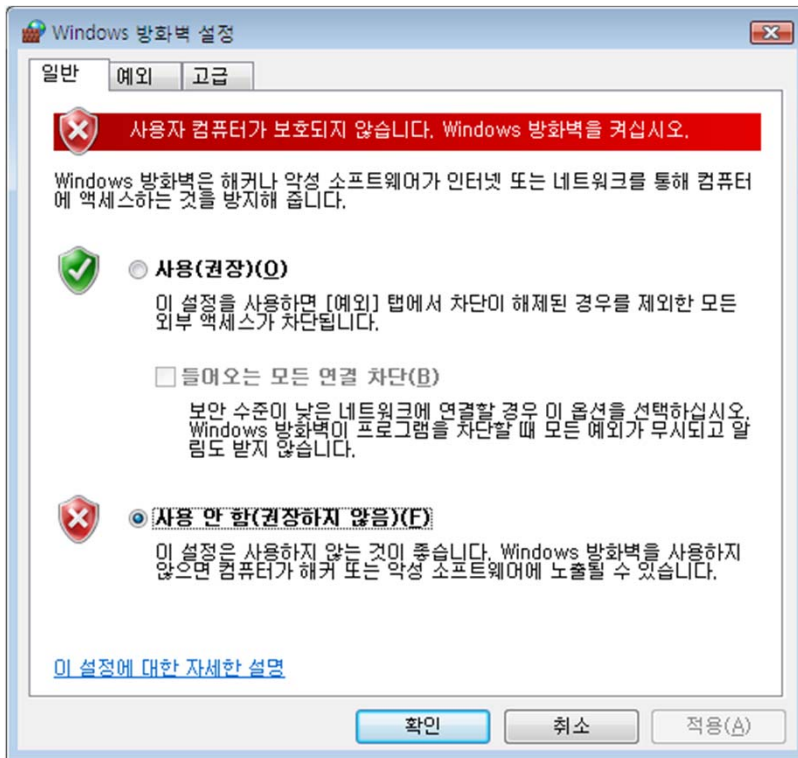 Windows 방화벽 설정
일반 예외 고급
사용자 컴퓨터가 보호되지 않습니다. Windows 방화벽을 켜십시오.
Windows 방화벽은 해커나 악성 소프트웨어가 인터넷 또는 네트워크를 통해 컴퓨터
에 액세스하는 것을 방지해 줍니다.
사용(권장)(O)
이 설정을 사용하면 [예외] 탭에서 차단이 해제된 경우를 제외한 모든
외부 액세스가 차단됩니다.
들어오는 모든 연결 차단(B)
보안 수준이 낮은 네트워크에 연결할 경우 이 옵션을 선택하십시오.
Windows 방화벽이 프로그램을 차단할 때 모든 예외가 무시되고 알
림도 받지 않습니다.
사용 안 함(권장하지 않음)(F)
이 설정은 사용하지 않는 것이 좋습니다. Windows 방화벽을 사용하지
않으면 컴퓨터가 해커 또는 악성 소프트웨어에 노출될 수 있습니다.
이 설정에 대한 자세한 설명
확인 취소 적용(A)